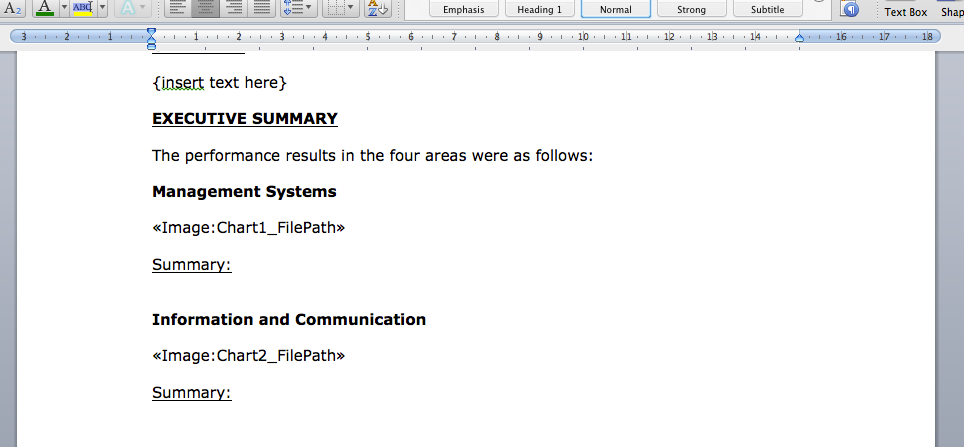 A2 A ABC A
Emphasis Heading 1 Normal Strong Subtitle Text Box Shap
3 2 1 1 2 3 4 5 6 7 8 9 10 11 12 13 14 16 17 18
{insert text here}
EXECUTIVE SUMMARY
The performance results in the four areas were as follows:
Management Systems
«Image:Chart1_FilePath»
Summary:
Information and Communication
«Image:Chart2_FilePath»
Summary: